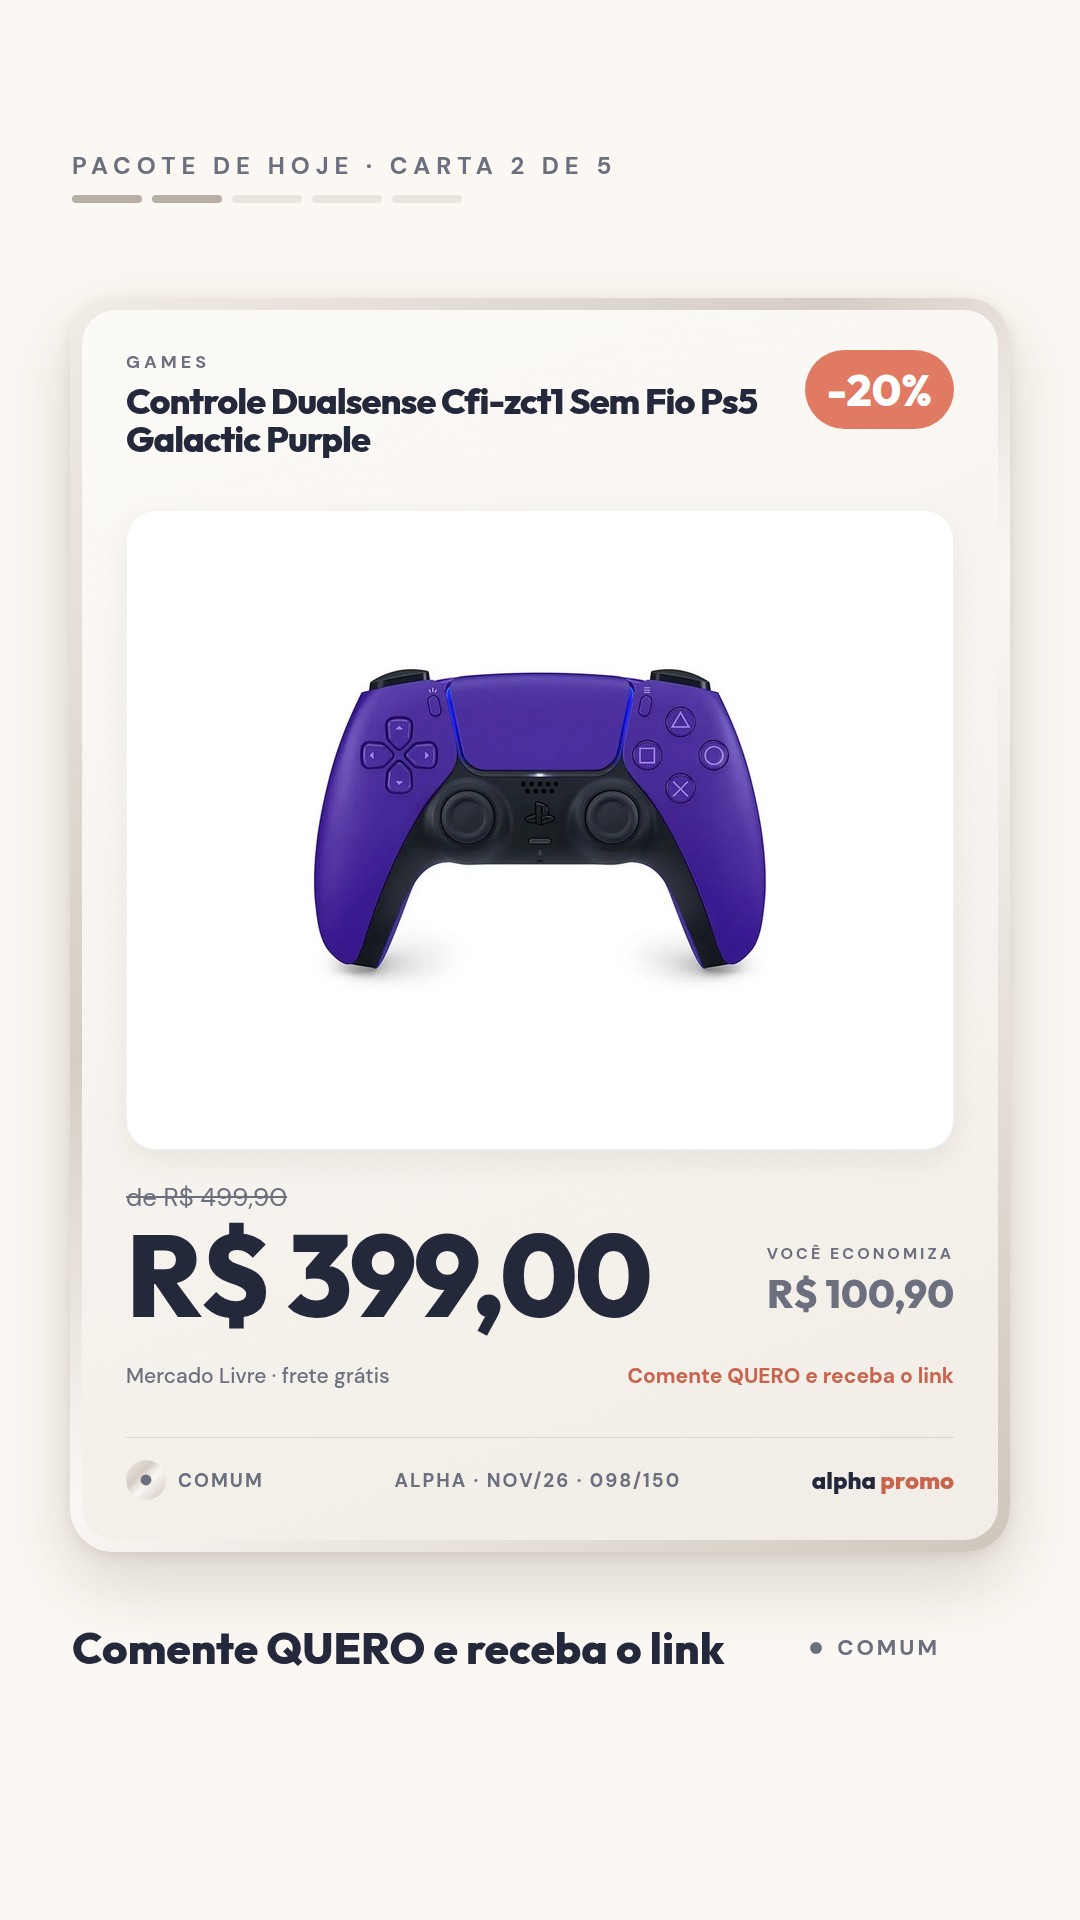 PACOTE DE HOJE · CARTA 2 DE 5
GAMES
Controle Dualsense Cfi-zct1 Sem Fio Ps5
Galactic Purple
-20%
de R$ 499,90
R$ 399,00
VOCÊ ECONOMIZA
R$ 100,90
Mercado Livre · frete grátis
Comente QUERO e receba o link
COMUM
ALPHA · NOV/26 · 098/150
alpha promo
Comente QUERO e receba o link
COMUM